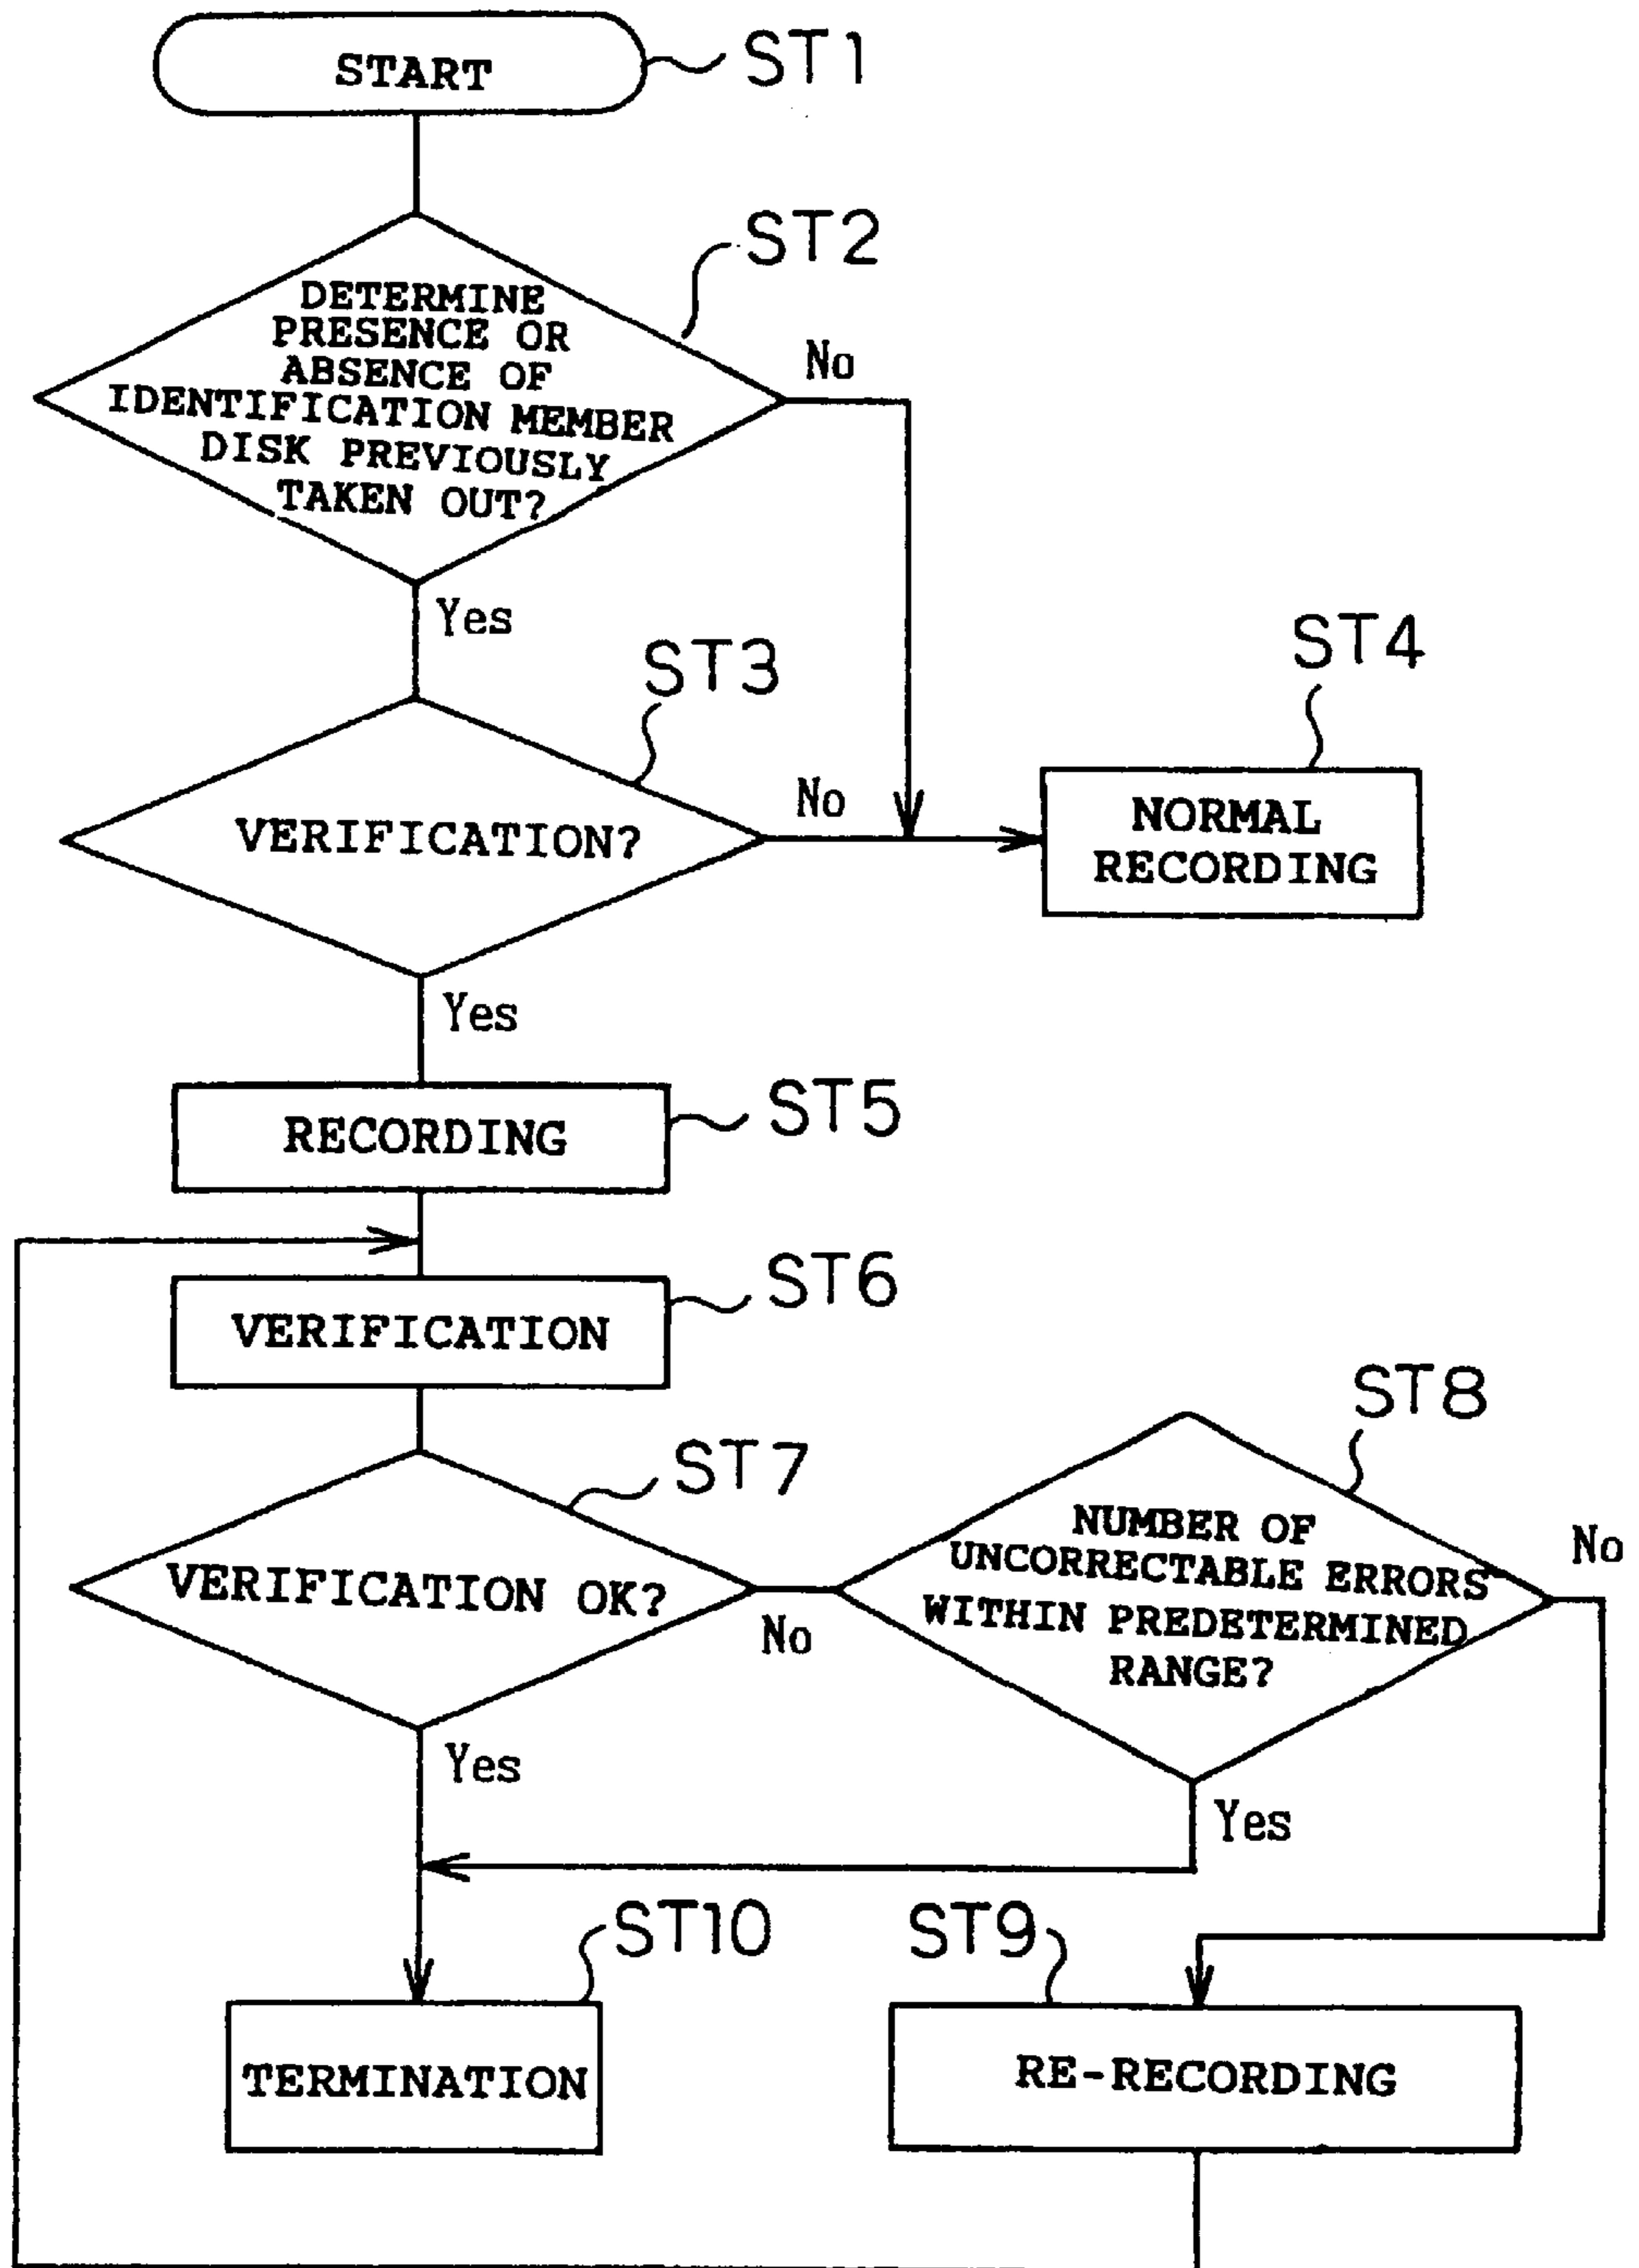 START
ST1
ST2
DETERMINE
PRESENCE OR
ABSENCE OF
IDENTIFICATION MEMBER
DISK PREVIOUSLY
TAKEN OUT?
No
Yes
ST3
ST4
VERIFICATION?
No
NORMAL
RECORDING
Yes
RECORDING
ST5
VERIFICATION
ST6
ST7
ST8
VERIFICATION OK?
No
NUMBER OF
UNCORRECTABLE ERRORS
WITHIN PREDETERMINED
RANGE?
No
Yes
Yes
ST10
ST9
TERMINATION
RE-RECORDING